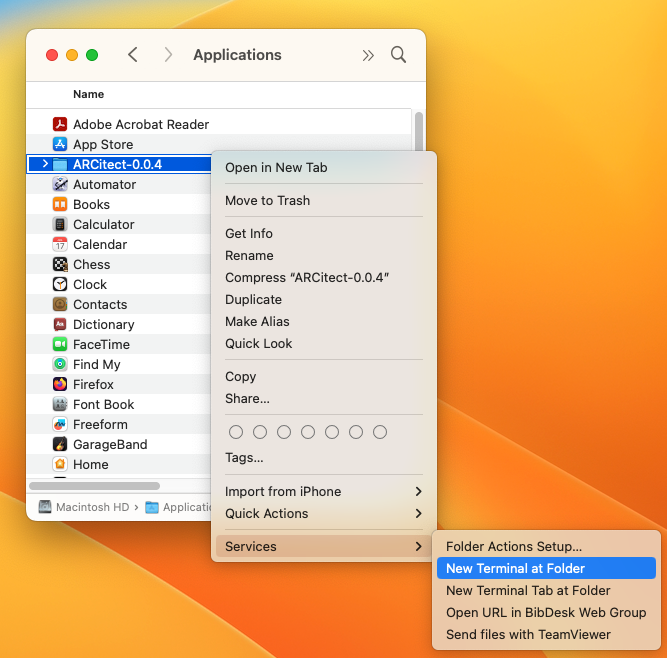 Applications
Name
Adobe Acrobat Reader
App Store
ARCitect-0.0.4
Automator
Books
Calculator
Calendar
Chess
Clock
Contacts
Dictionary
FaceTime
Find My
Firefox
Font Book
Freeform
GarageBand
Home
Macintosh HD › Applicatio
Open in New Tab
Move to Trash
Get Info
Rename
Compress “ARCitect-0.0.4”
Duplicate
Make Alias
Quick Look
Copy
Share...
Tags...
Import from iPhone
Quick Actions
Services
Folder Actions Setup...
New Terminal at Folder
New Terminal Tab at Folder
Open URL in BibDesk Web Group
Send files with TeamViewer